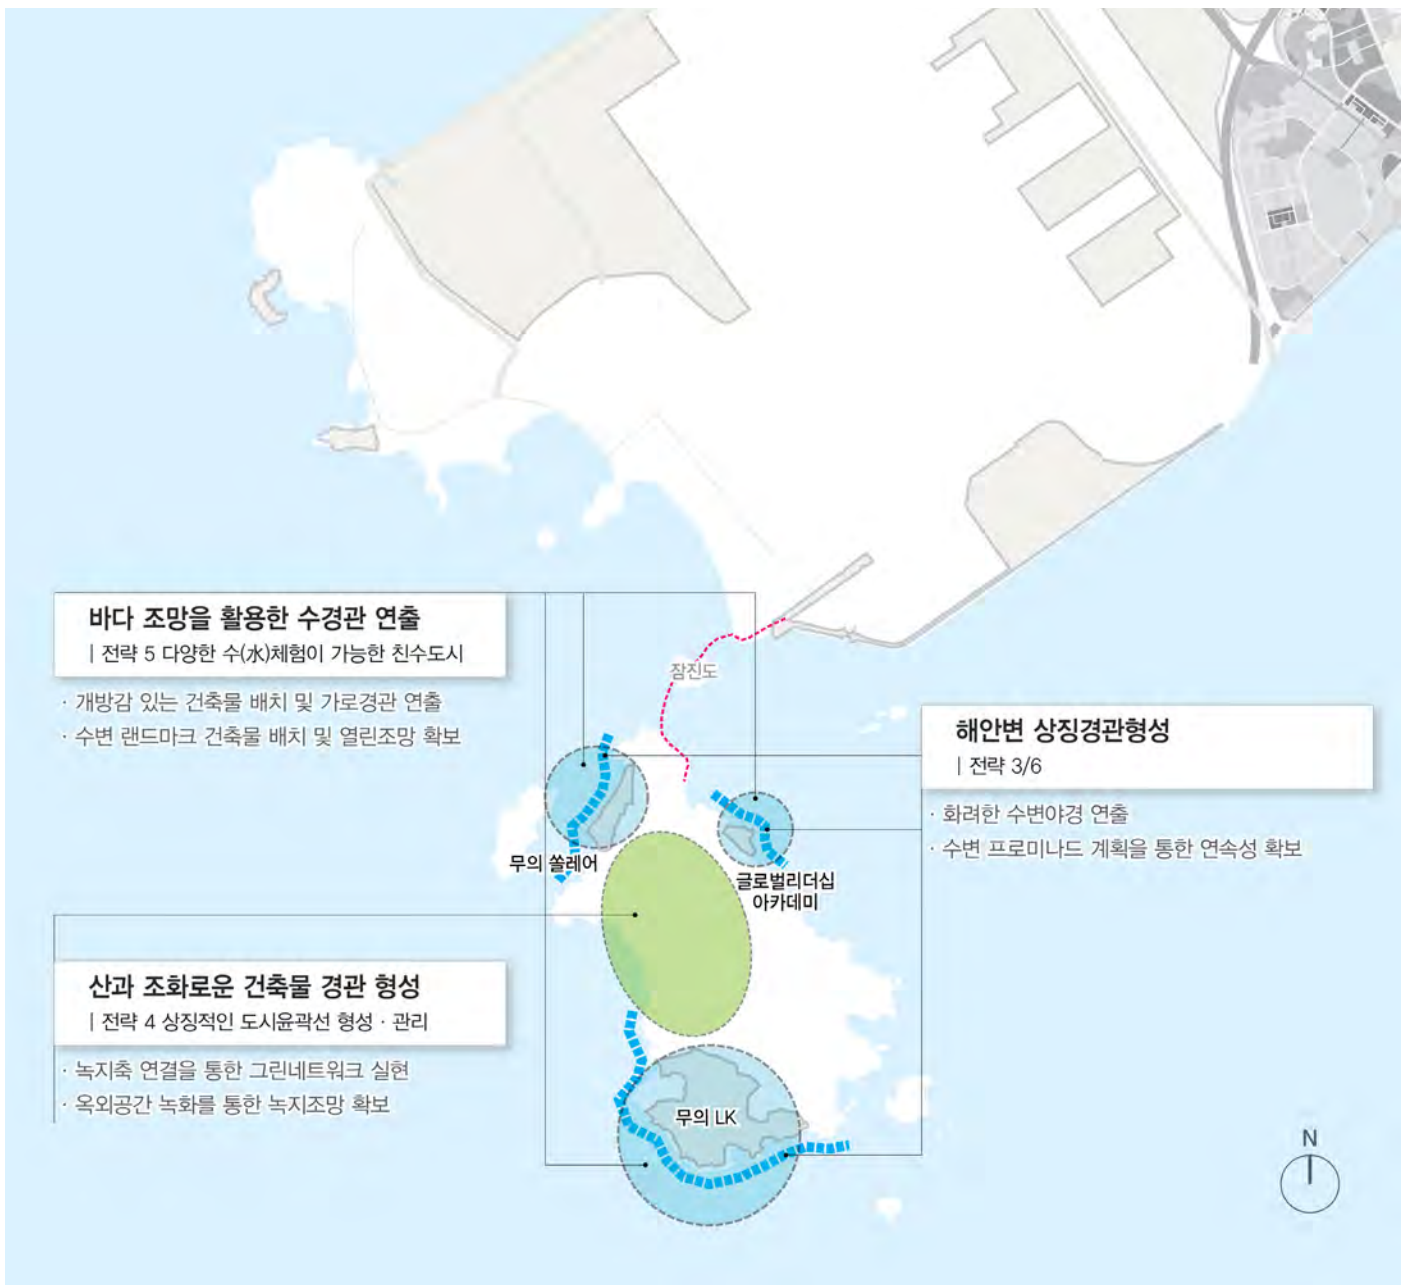 바다 조망을 활용한 수경관 연출
| 전략 5 다양한 수(水)체험이 가능한 친수도시
· 개방감 있는 건축물 배치 및 가로경관 연출
· 수변 랜드마크 건축물 배치 및 열린조망 확보
잠진도
해안변 상징경관형성
| 전략 3/6
· 화려한 수변야경 연출
· 수변 프로미나드 계획을 통한 연속성 확보
무의 쏠레어
글로벌리더십
아카데미
산과 조화로운 건축물 경관 형성
| 전략 4 상징적인 도시윤곽선 형성 · 관리
· 녹지축 연결을 통한 그린네트워크 실현
· 옥외공간 녹화를 통한 녹지조망 확보
무의 LK
N